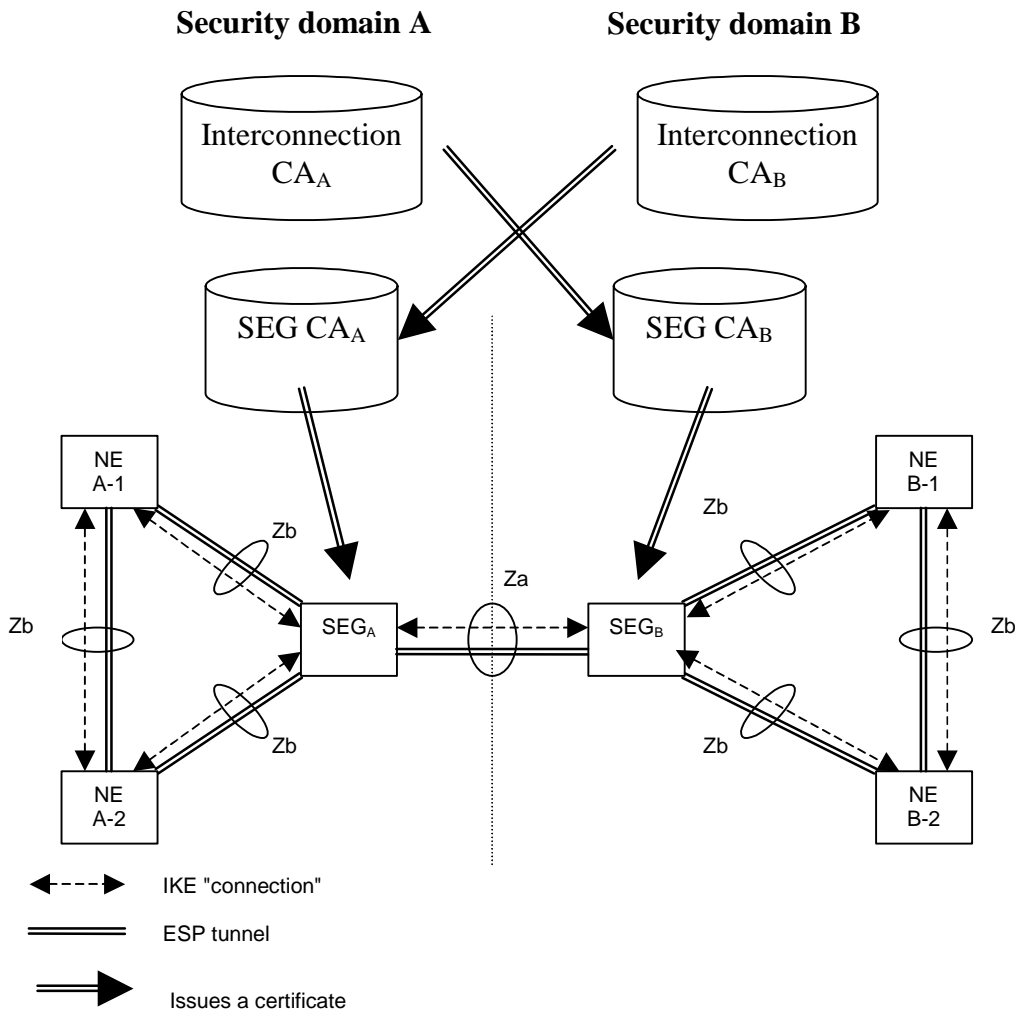 Security domain A
Security domain B
Interconnection
CAA
Interconnection
CAB
SEG CAA
SEG CAB
NE
A-1
NE
B-1
Zb
Zb
Za
Zb
SEGA
SEGB
Zb
Zb
Zb
NE
A-2
NE
B-2
IKE "connection"
ESP tunnel
Issues a certificate